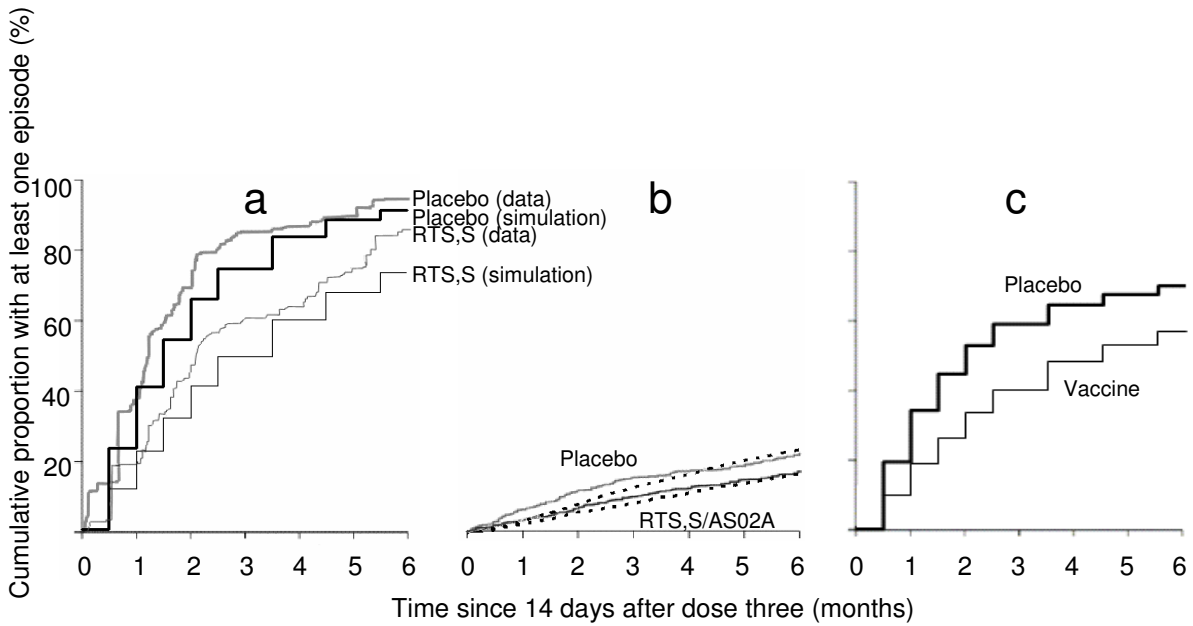 Cumulative proportion with at least one episode (%)
100
80
60
40
20
a
Placebo (data)
Placebo (simulation)
RTS,S (data)
RTS,S (simulation)
0 1 2 3 4 5 6
b
Placebo
RTS,S/AS02A
0 1 2 3 4 5 6
c
Placebo
Vaccine
0 1 2 3 4 5 6
Time since 14 days after dose three (months)